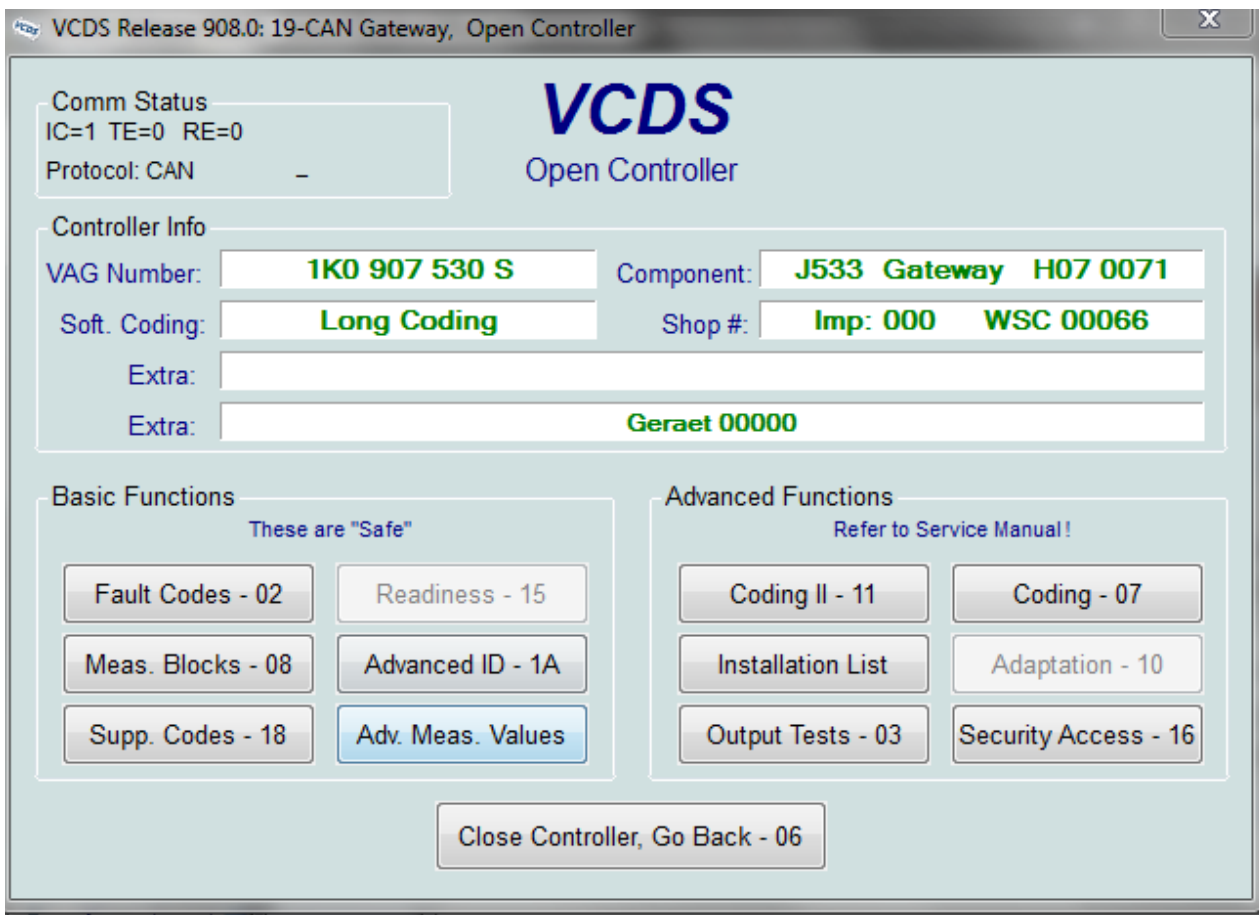 VCDS Release 908.0: 19-CAN Gateway, Open Controller
Comm Status
IC=1 TE=0 RE=0
Protocol: CAN –
VCDS
Open Controller
Controller Info
VAG Number: 1K0 907 530 S Component: J533 Gateway H07 0071
Soft. Coding: Long Coding Shop #: Imp: 000 WSC 00066
Extra:
Extra: Geraet 00000
Basic Functions
These are "Safe"
Fault Codes - 02 Readiness - 15
Meas. Blocks - 08 Advanced ID - 1A
Supp. Codes - 18 Adv. Meas. Values
Advanced Functions
Refer to Service Manual!
Coding II - 11 Coding - 07
Installation List Adaptation - 10
Output Tests - 03 Security Access - 16
Close Controller, Go Back - 06